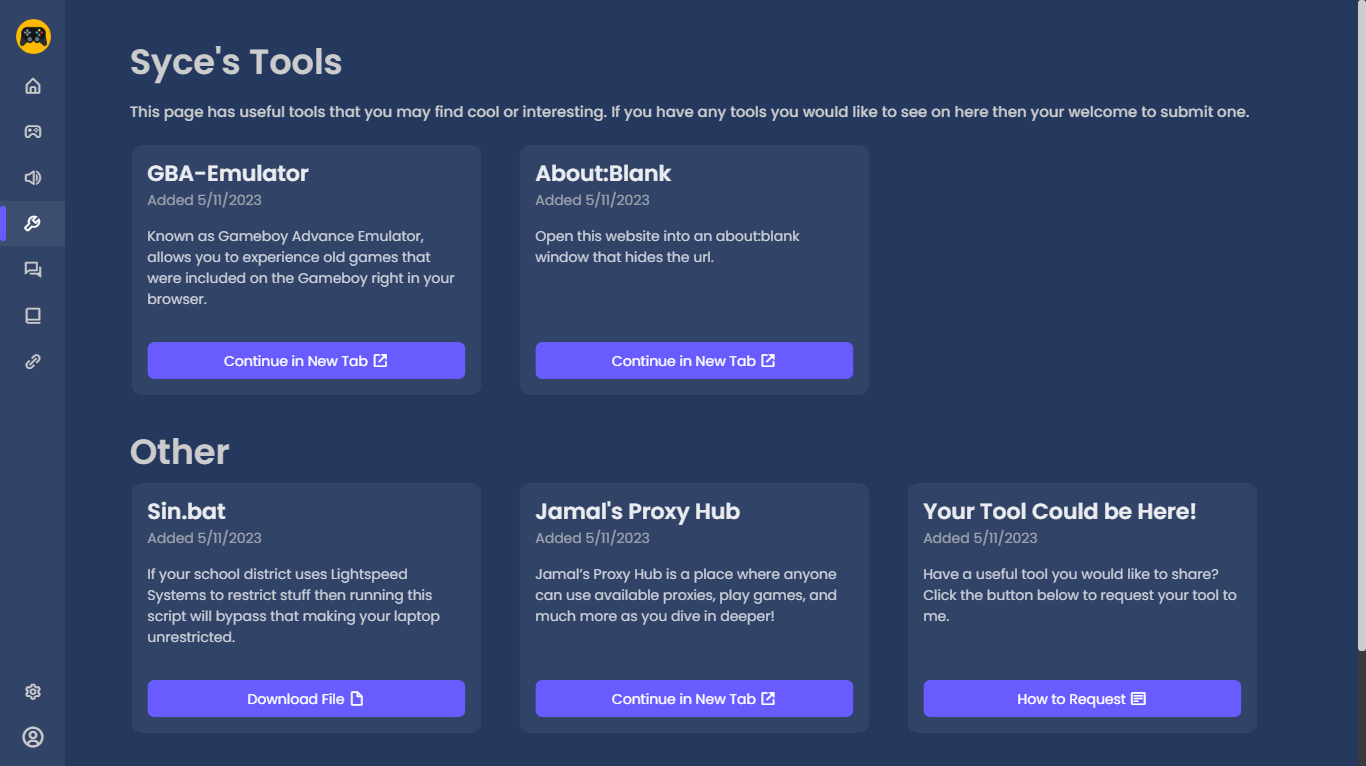 Syce's Tools
This page has useful tools that you may find cool or interesting. If you have any tools you would like to see on here then your welcome to submit one.
GBA-Emulator
Added 5/11/2023
Known as Gameboy Advance Emulator,
allows you to experience old games that
were included on the Gameboy right in your
browser.
Continue in New Tab
About:Blank
Added 5/11/2023
Open this website into an about:blank
window that hides the url.
Continue in New Tab
Other
Sin.bat
Added 5/11/2023
If your school district uses Lightspeed
Systems to restrict stuff then running this
script will bypass that making your laptop
unrestricted.
Download File
Jamal's Proxy Hub
Added 5/11/2023
Jamal’s Proxy Hub is a place where anyone
can use available proxies, play games, and
much more as you dive in deeper!
Continue in New Tab
Your Tool Could be Here!
Added 5/11/2023
Have a useful tool you would like to share?
Click the button below to request your tool to
me.
How to Request